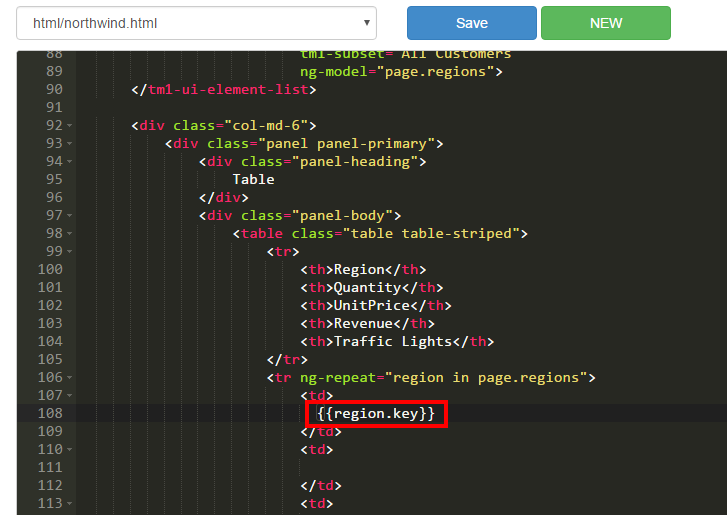 html/northwind.html Save NEW
88 tm1-subset="All Customers
89 ng-model="page.regions">
90 </tm1-ui-element-list>
91
92 <div class="col-md-6">
93 <div class="panel panel-primary">
94 <div class="panel-heading">
95 Table
96 </div>
97 <div class="panel-body">
98 <table class="table table-striped">
99 <tr>
100 <th>Region</th>
101 <th>Quantity</th>
102 <th>UnitPrice</th>
103 <th>Revenue</th>
104 <th>Traffic Lights</th>
105 </tr>
106 <tr ng-repeat="region in page.regions">
107 <td>
108 {{region.key}}
109 </td>
110 <td>
111
112 </td>
113 <td>